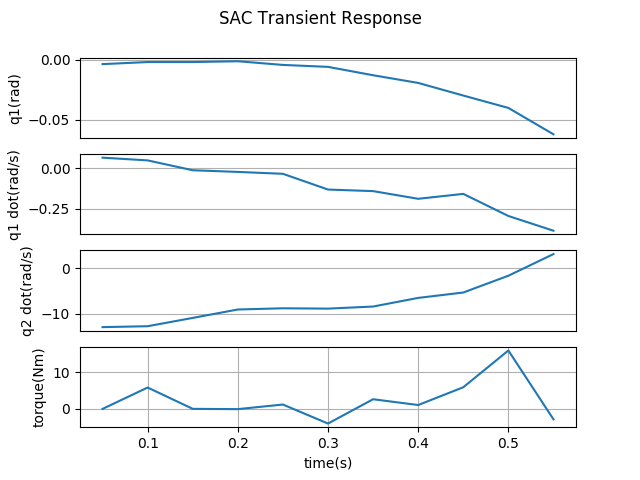 SAC Transient Response
q1(rad)
0.00
−0.05
q1 dot(rad/s)
0.00
−0.25
q2 dot(rad/s)
0
−10
torque(Nm)
10
0
0.1 0.2 0.3 0.4 0.5
time(s)